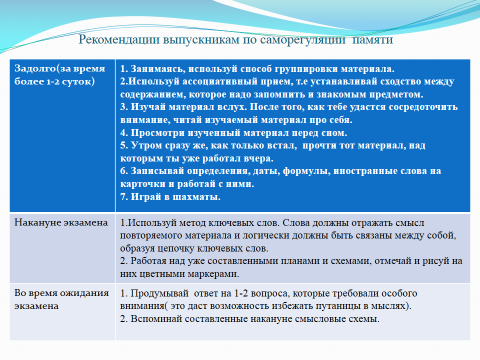 Рекомендации выпускникам по саморегуляции памяти
Задолго(за время
более 1-2 суток)
1. Занимаясь, используй способ группировки материала.
2.Используй ассоциативный прием, т.е устанавливай сходство между
содержанием, которое надо запомнить и знакомым предметом.
3. Изучай материал вслух. После того, как тебе удастся сосредоточить
внимание, читай изучаемый материал про себя.
4. Просмотри изученный материал перед сном.
5. Утром сразу же, как только встал, прочти тот материал, над
которым ты уже работал вчера.
6. Записывай определения, даты, формулы, иностранные слова на
карточки и работай с ними.
7. Играй в шахматы.
Накануне экзамена
1.Используй метод ключевых слов. Слова должны отражать смысл
повторяемого материала и логически должны быть связаны между собой,
образуя цепочку ключевых слов.
2. Работая над уже составленными планами и схемами, отмечай и рисуй на
них цветными маркерами.
Во время ожидания
экзамена
1. Продумывай ответ на 1-2 вопроса, которые требовали особого
внимания( это даст возможность избежать путаницы в мыслях).
2. Вспоминай составленные накануне смысловые схемы.